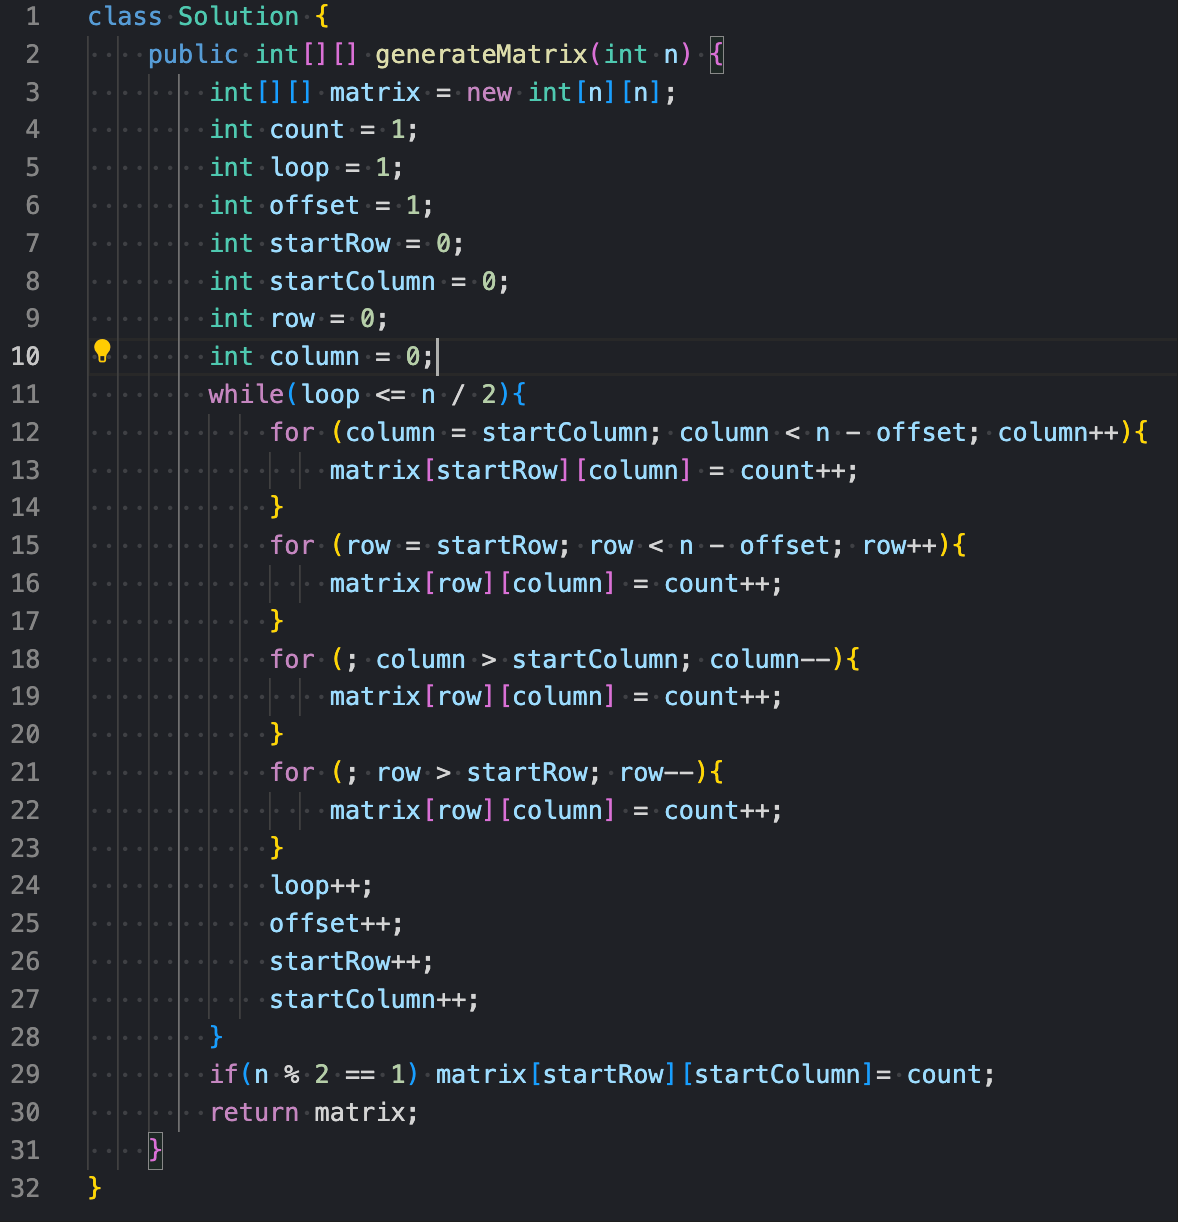 1 class Solution {
2 public int[][] generateMatrix(int n) {
3 int[][] matrix = new int[n][n];
4 int count = 1;
5 int loop = 1;
6 int offset = 1;
7 int startRow = 0;
8 int startColumn = 0;
9 int row = 0;
10 int column = 0;
11 while(loop <= n / 2){
12 for (column = startColumn; column < n - offset; column++){
13 matrix[startRow][column] = count++;
14 }
15 for (row = startRow; row < n - offset; row++){
16 matrix[row][column] = count++;
17 }
18 for (; column > startColumn; column--){
19 matrix[row][column] = count++;
20 }
21 for (; row > startRow; row--){
22 matrix[row][column] = count++;
23 }
24 loop++;
25 offset++;
26 startRow++;
27 startColumn++;
28 }
29 if(n % 2 == 1) matrix[startRow][startColumn]= count;
30 return matrix;
31 }
32 }